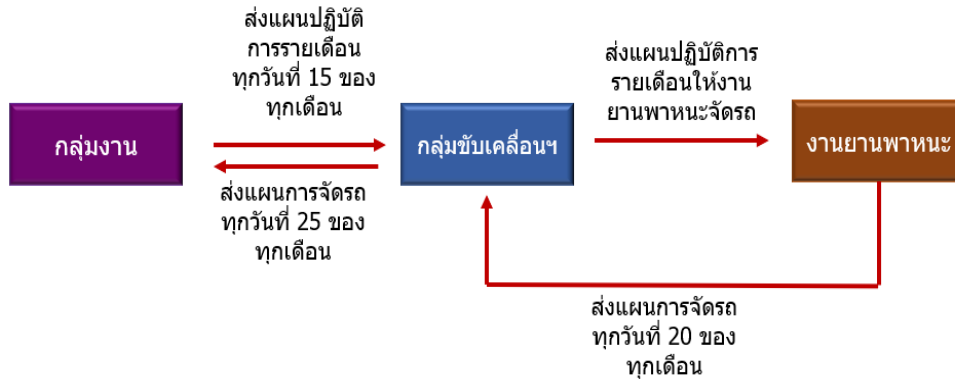 ส่งแผนปฏิบัติ
การรายเดือน
ทุกวันที่ 15 ของ
ทุกเดือน
ส่งแผนปฏิบัติการ
รายเดือนให้งาน
ยานพาหนะจัดรถ
กลุ่มงาน
กลุ่มขับเคลื่อนฯ
งานยานพาหนะ
ส่งแผนการจัดรถ
ทุกวันที่ 25 ของ
ทุกเดือน
ส่งแผนการจัดรถ
ทุกวันที่ 20 ของ
ทุกเดือน